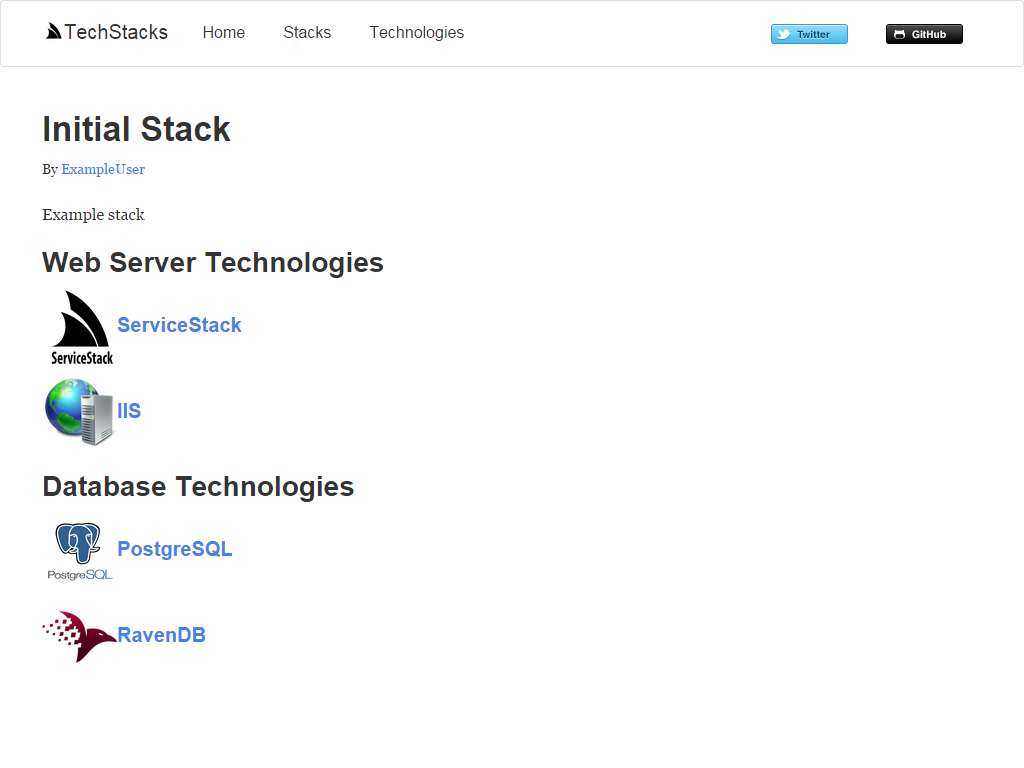 TechStacks Home Stacks Technologies Twitter GitHub
Initial Stack
By ExampleUser
Example stack
Web Server Technologies
ServiceStack
ServiceStack
IIS
Database Technologies
PostgreSQL
PostgreSQL
RavenDB